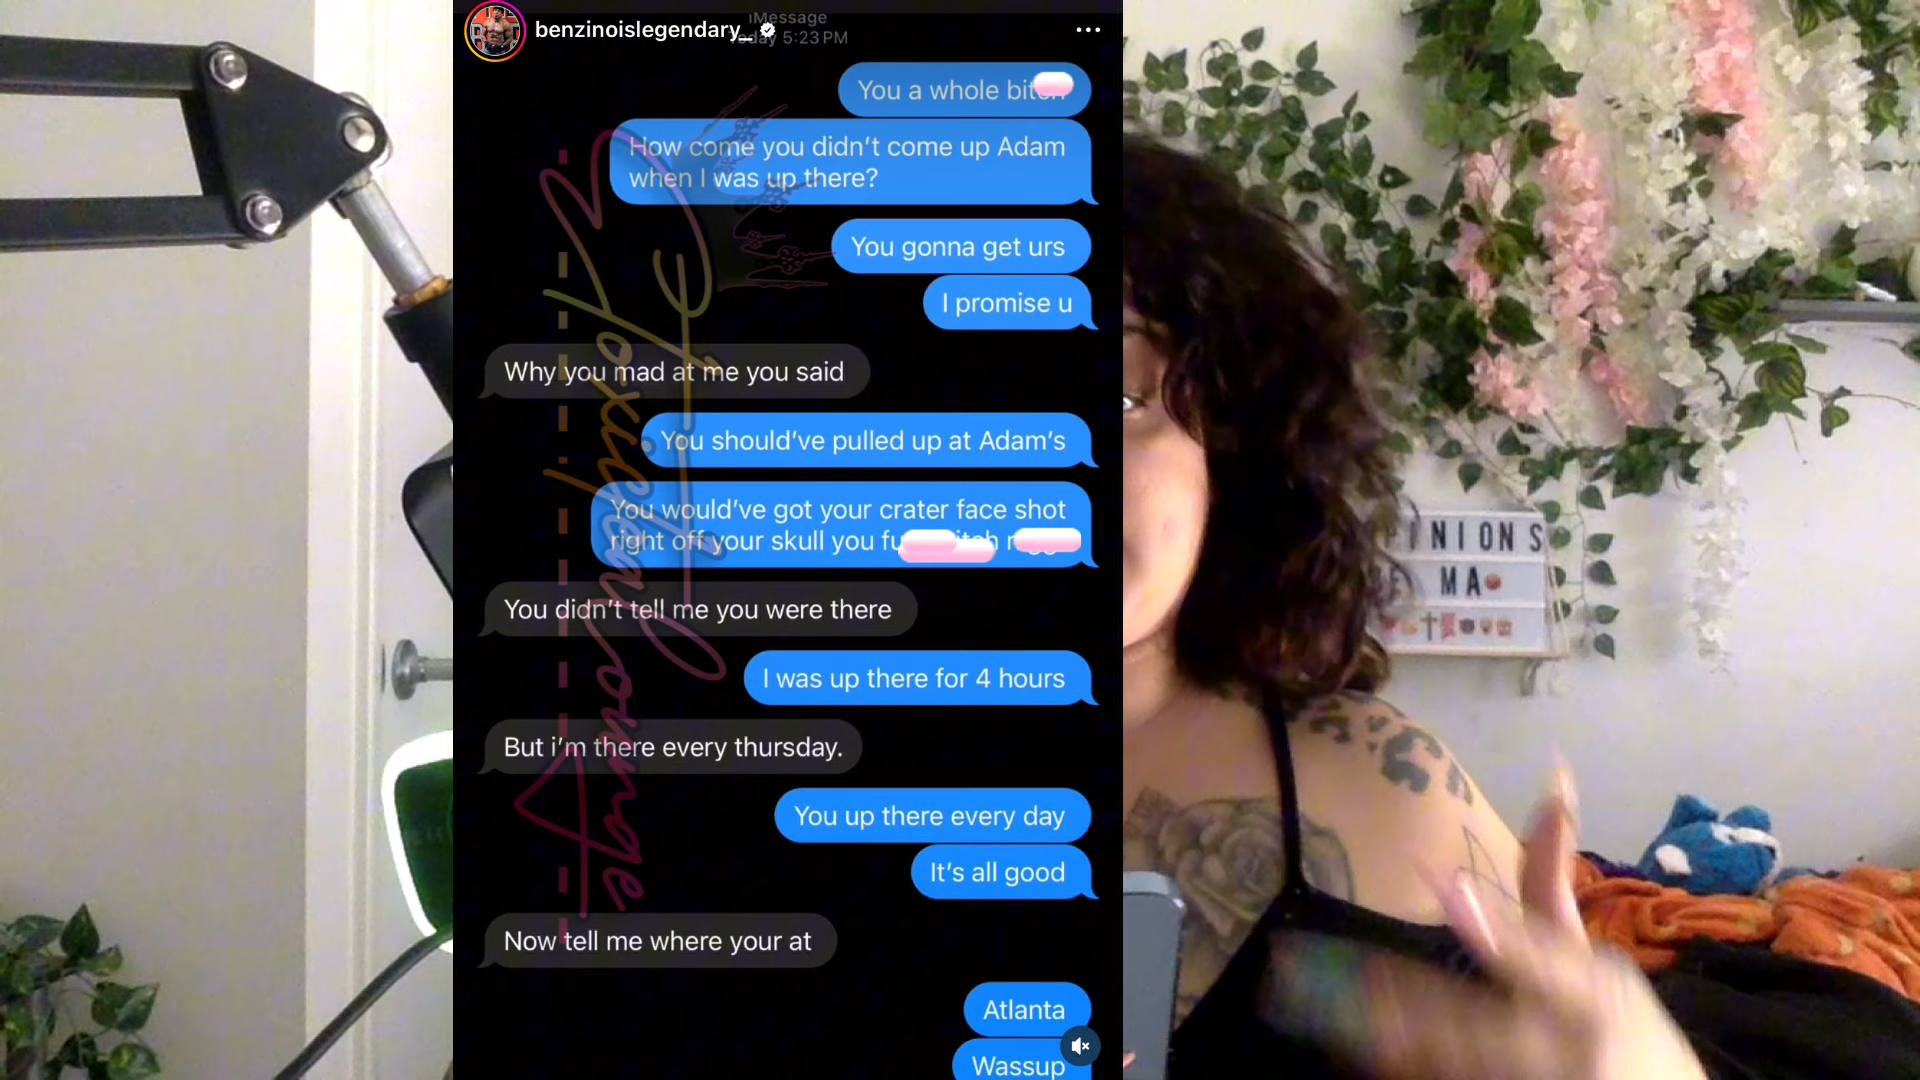 iMessage
benzinoislegendary_
Today 5:23 PM
You a whole bitch
How come you didn't come up Adam
when I was up there?
You gonna get urs
I promise u
Why you mad at me you said
You should've pulled up at Adam's
You would've got your crater face shot
right off your skull you
You didn't tell me you were there
I was up there for 4 hours
But i'm there every thursday.
You up there every day
It's all good
Now tell me where your at
Atlanta
Wassup
PINIONS
MA